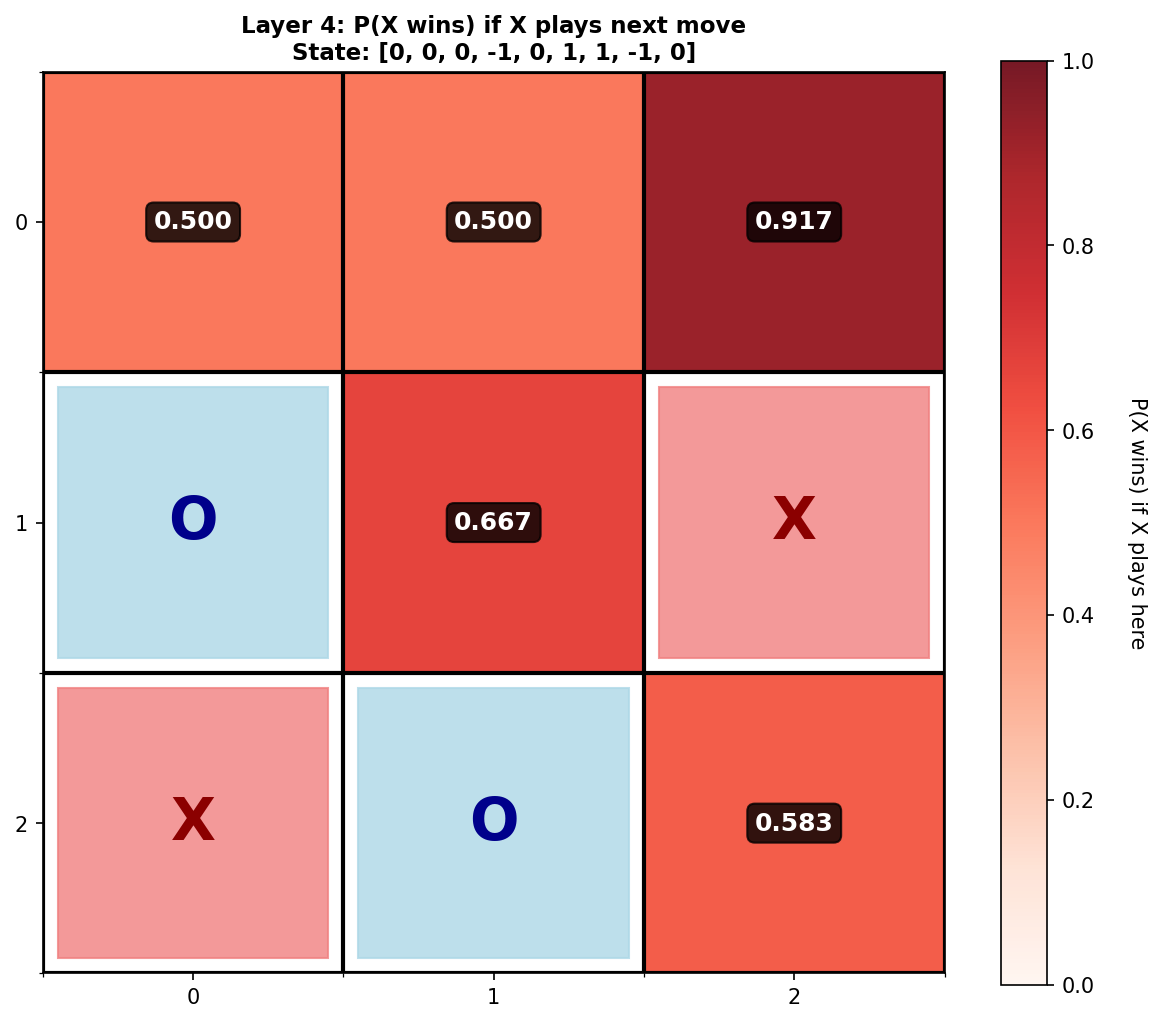 Layer 4: P(X wins) if X plays next move
State: [0, 0, 0, -1, 0, 1, 1, -1, 0]
0
0.500
0.500
0.917
1
O
0.667
X
2
X
O
0.583
0
1
2
1.0
0.8
0.6
0.4
0.2
0.0
P(X wins) if X plays here